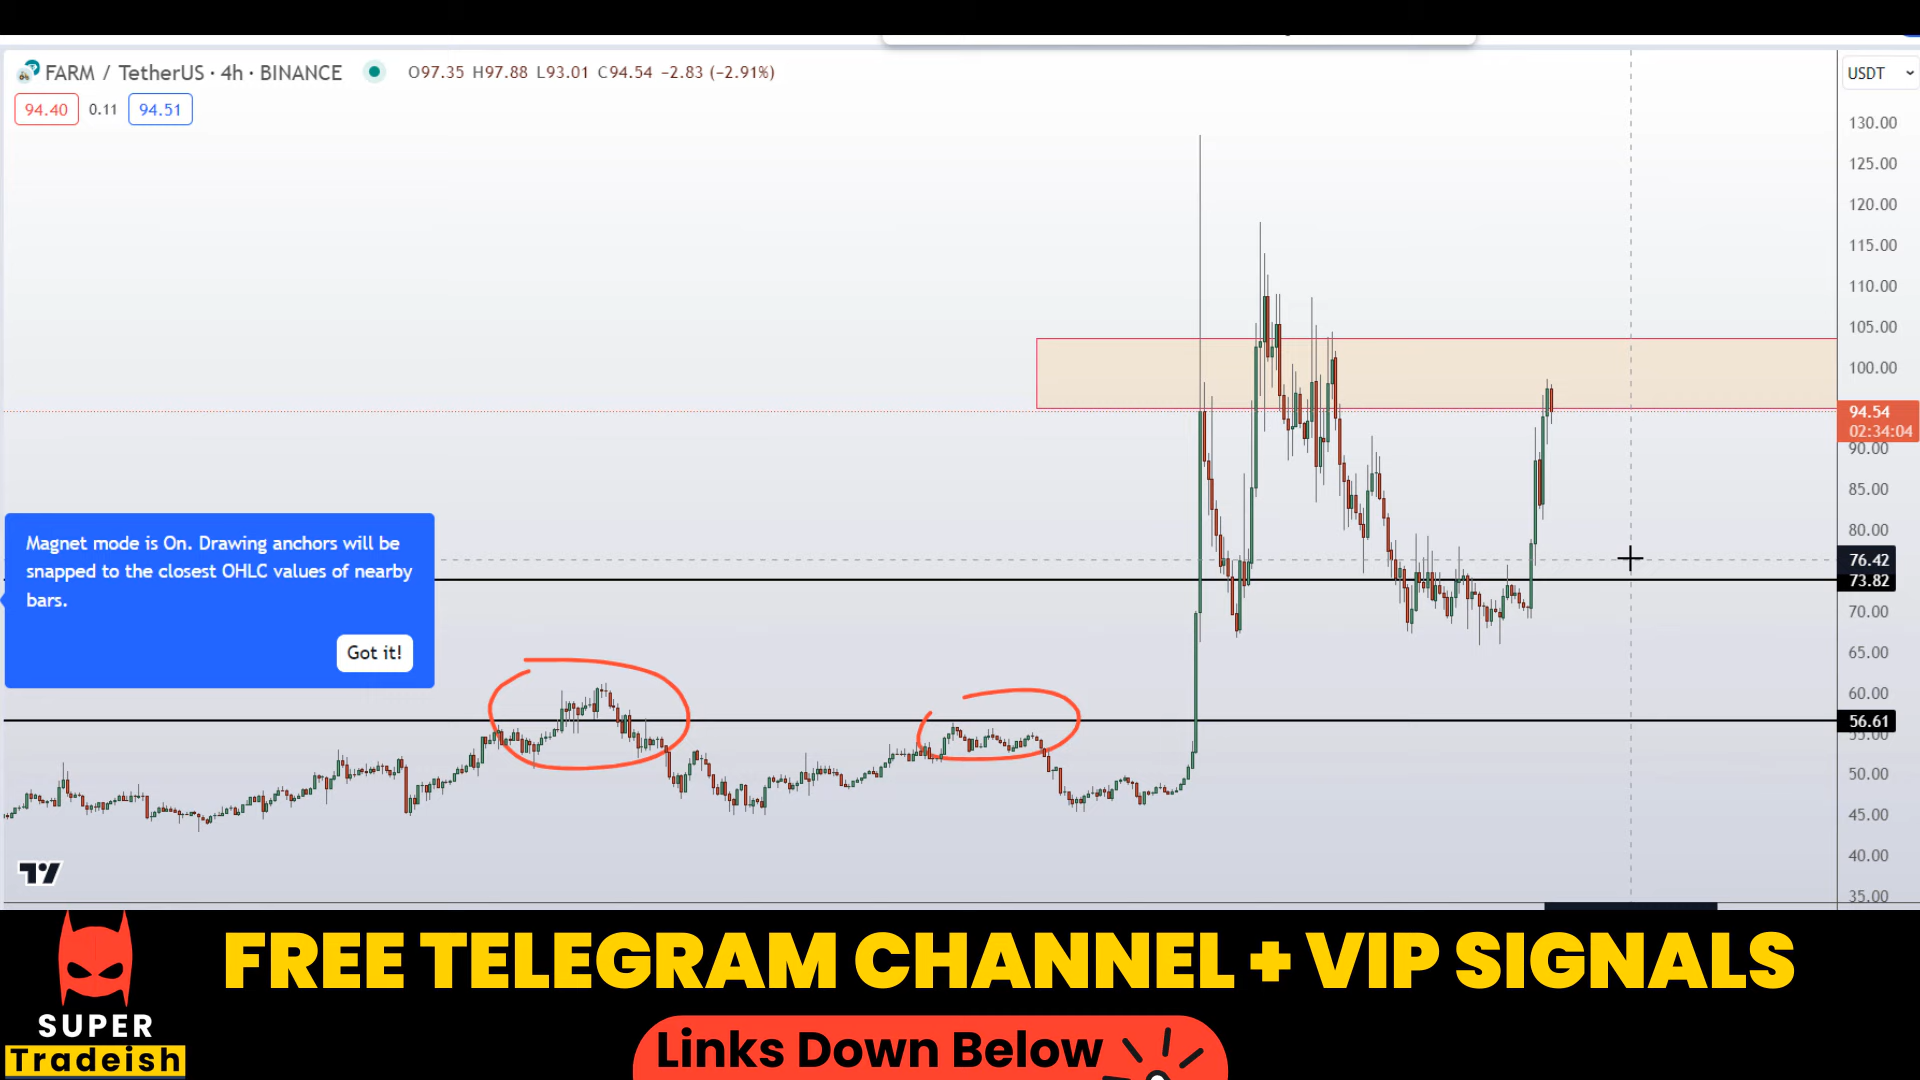 FARM / TetherUS · 4h · BINANCE O97.35 H97.88 L93.01 C94.54 −2.83 (−2.91%)
USDT
94.40 0.11 94.51
130.00
125.00
120.00
115.00
110.00
105.00
100.00
94.54
02:34:04
90.00
85.00
80.00
76.42
73.82
70.00
65.00
60.00
56.61
55.00
50.00
45.00
40.00
35.00
Magnet mode is On. Drawing anchors will be
snapped to the closest OHLC values of nearby
bars.
Got it!
FREE TELEGRAM CHANNEL + VIP SIGNALS
SUPER
Tradeish
Links Down Below